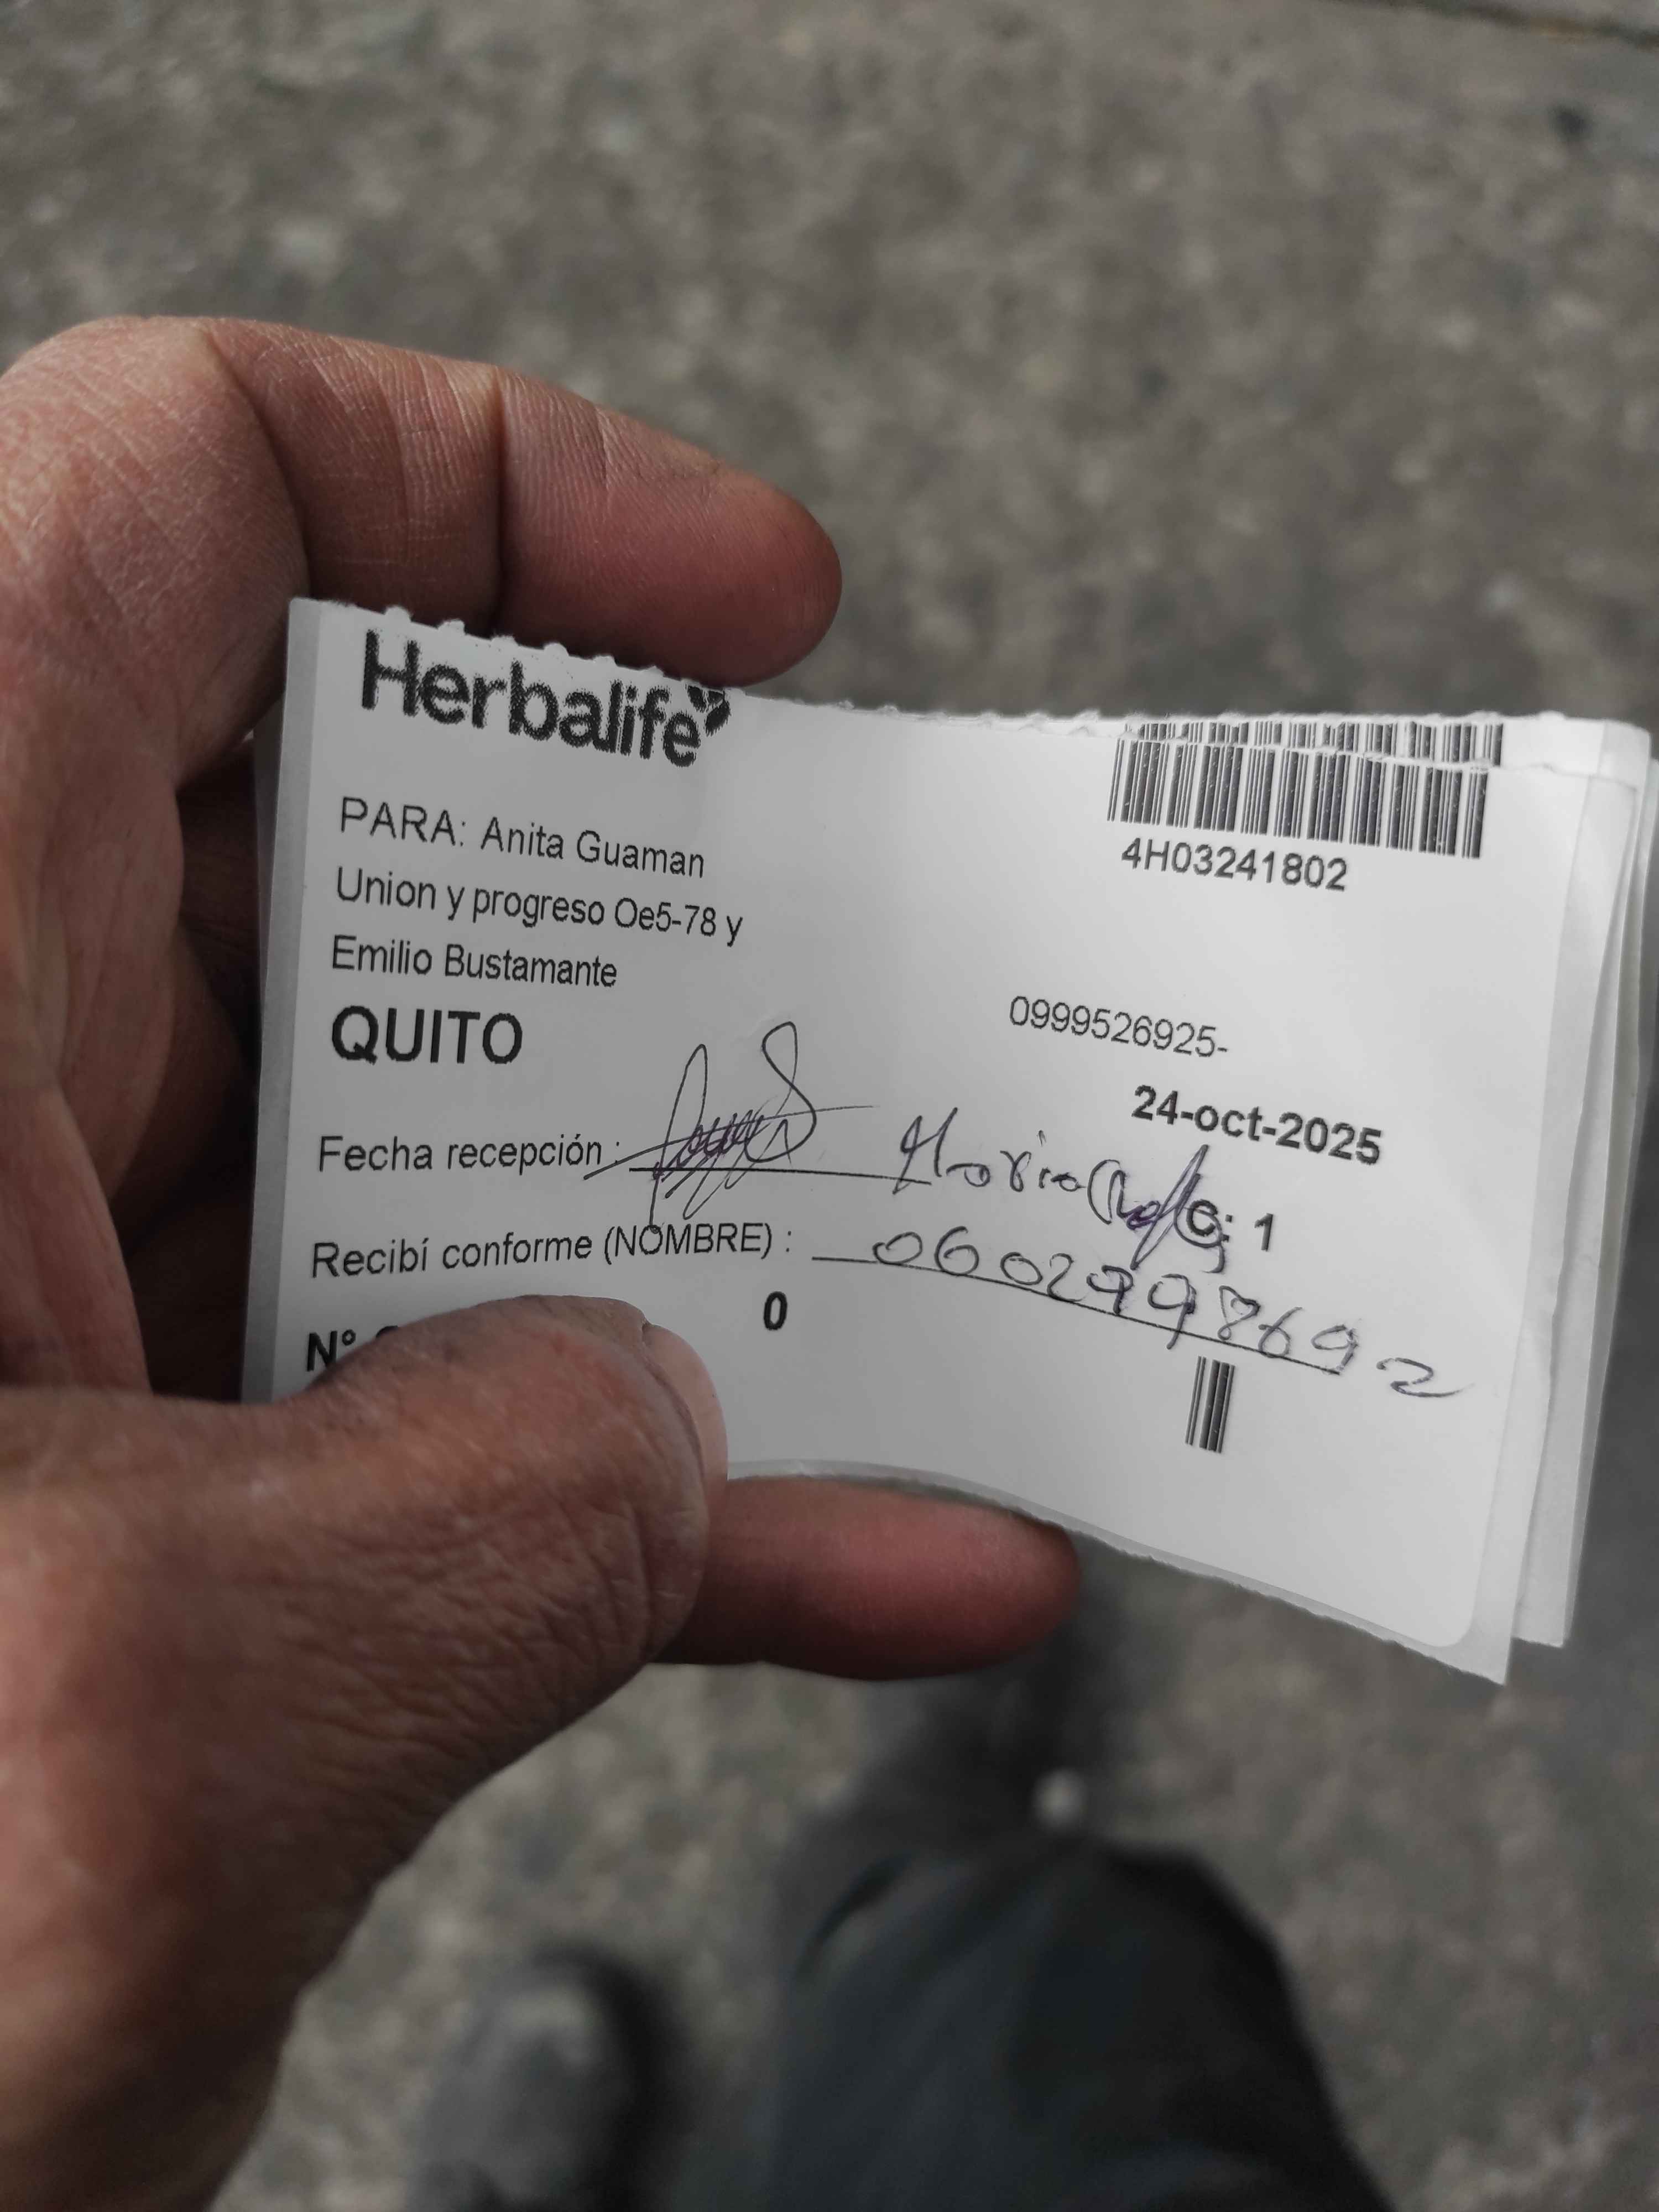 Herbalife
4H03241802
PARA: Anita Guaman
Union y progreso Oe5-78 y
Emilio Bustamante
QUITO
0999526925-
24-oct-2025
Fecha recepción :
C: 1
Recibí conforme (NOMBRE) : 0602998692
N°
0